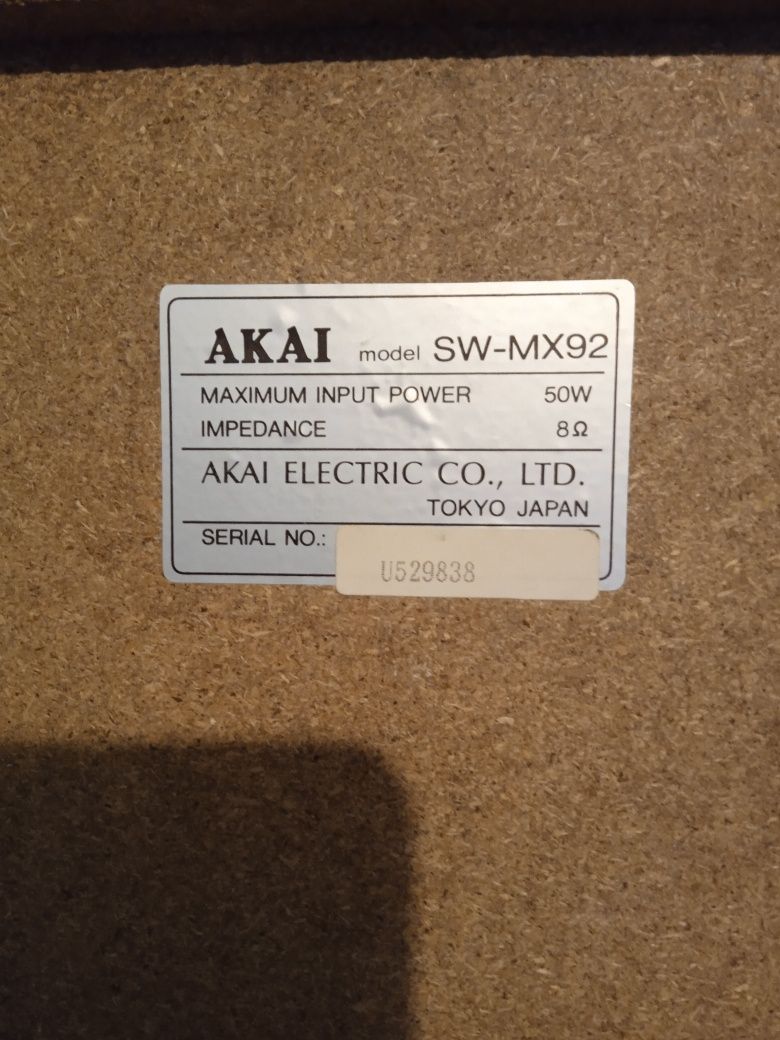 AKAI model SW-MX92
MAXIMUM INPUT POWER 50W
IMPEDANCE 8Ω
AKAI ELECTRIC CO., LTD.
TOKYO JAPAN
SERIAL NO.:
U529838